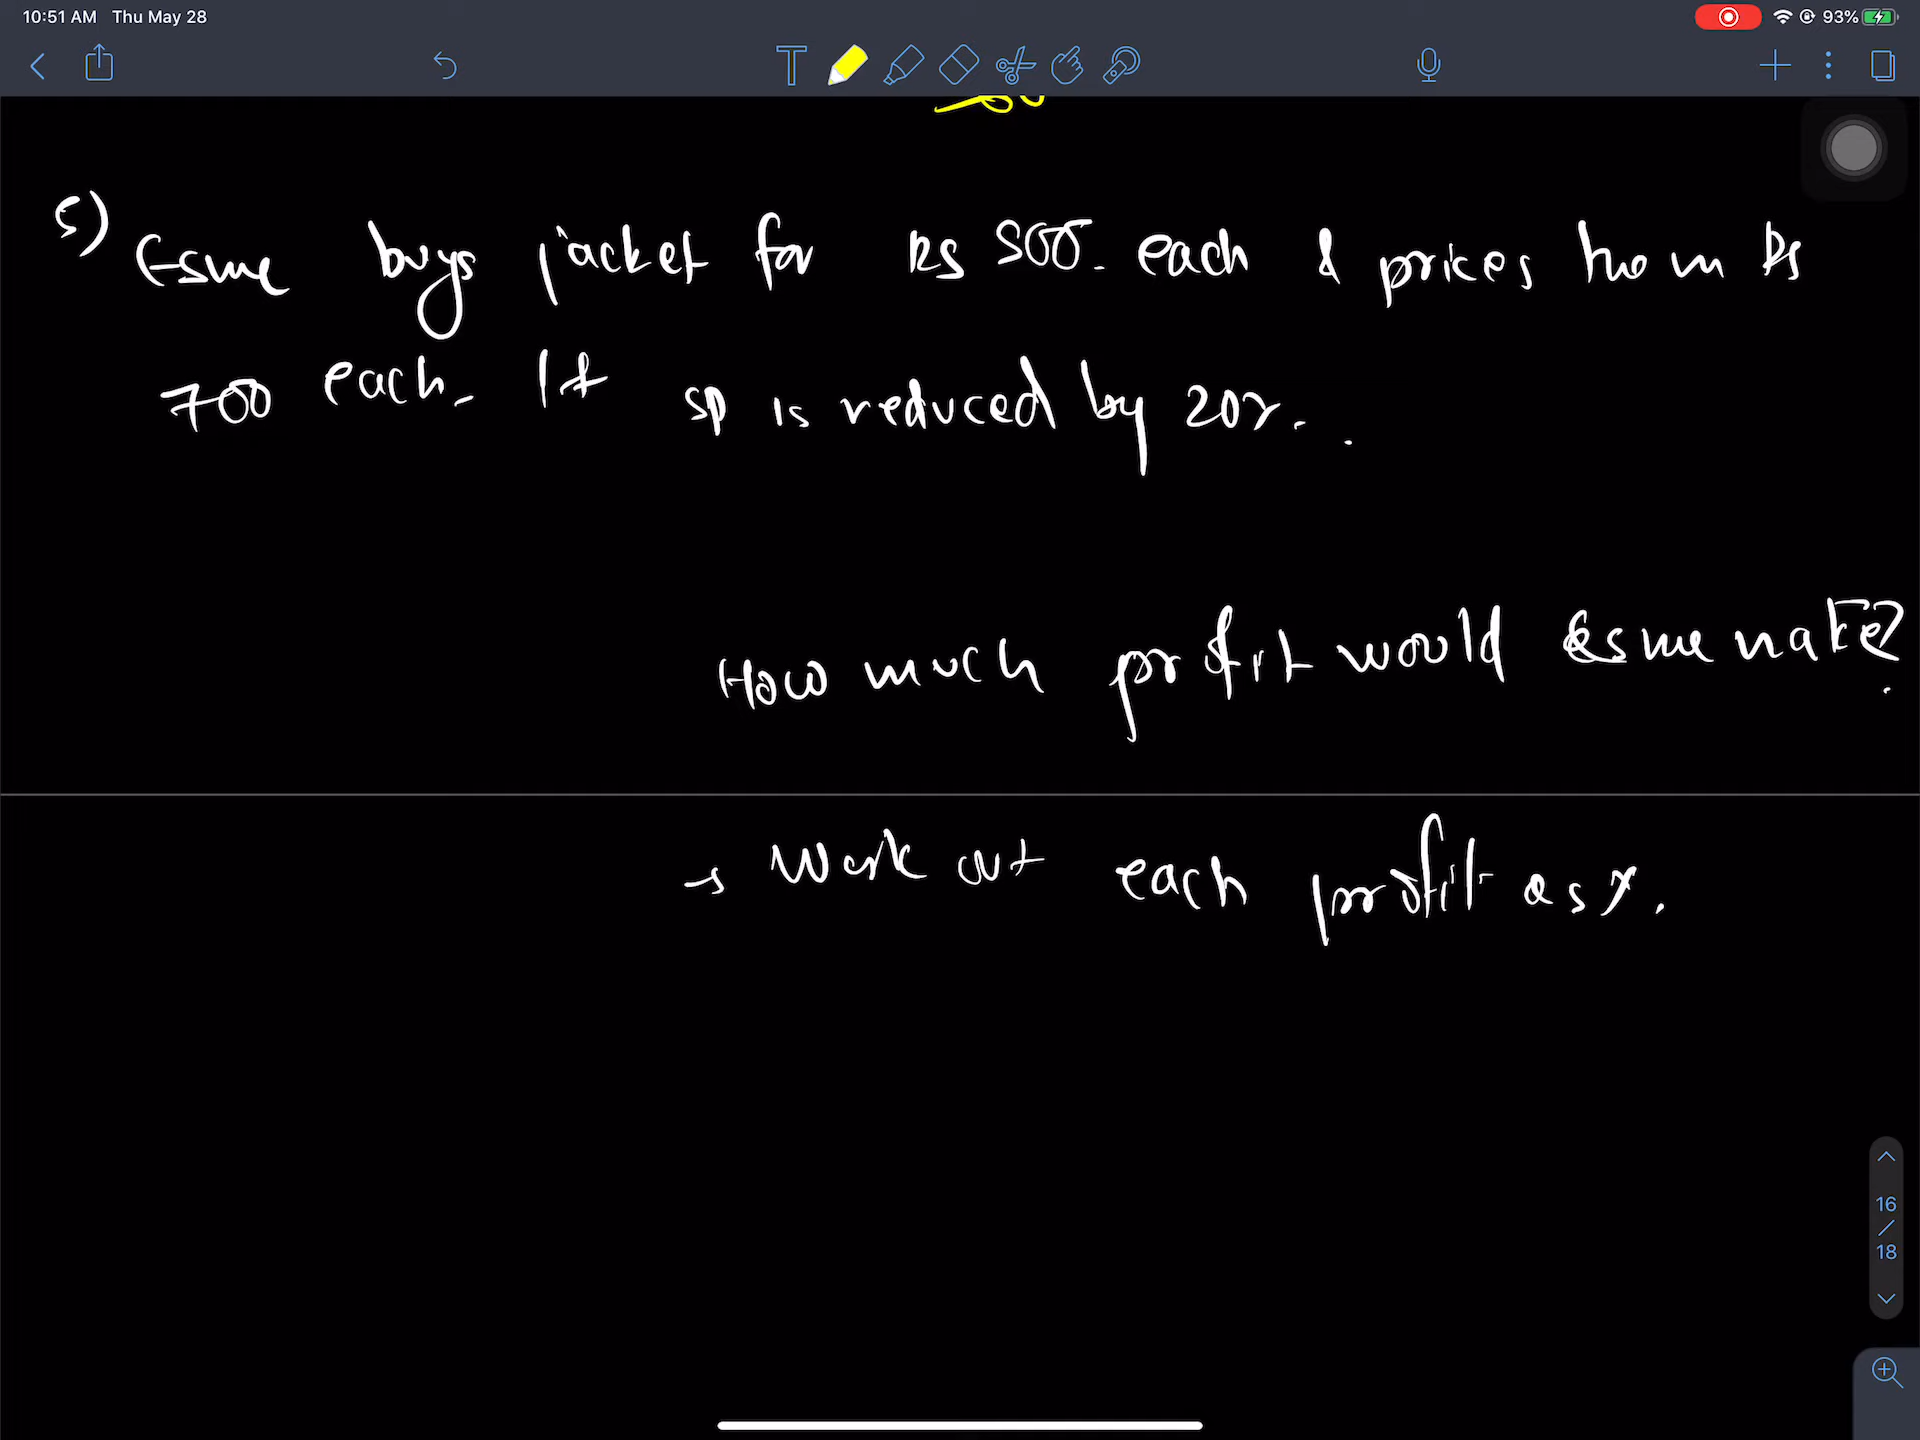 10:51 AM Thu May 28
93%
T
5) Esme buys jacket for Rs 500. each & prices them Rs
700 each. If sp is reduced by 20%.
How much profit would Esme make?
→ Work out each profit as %.
16
/
18